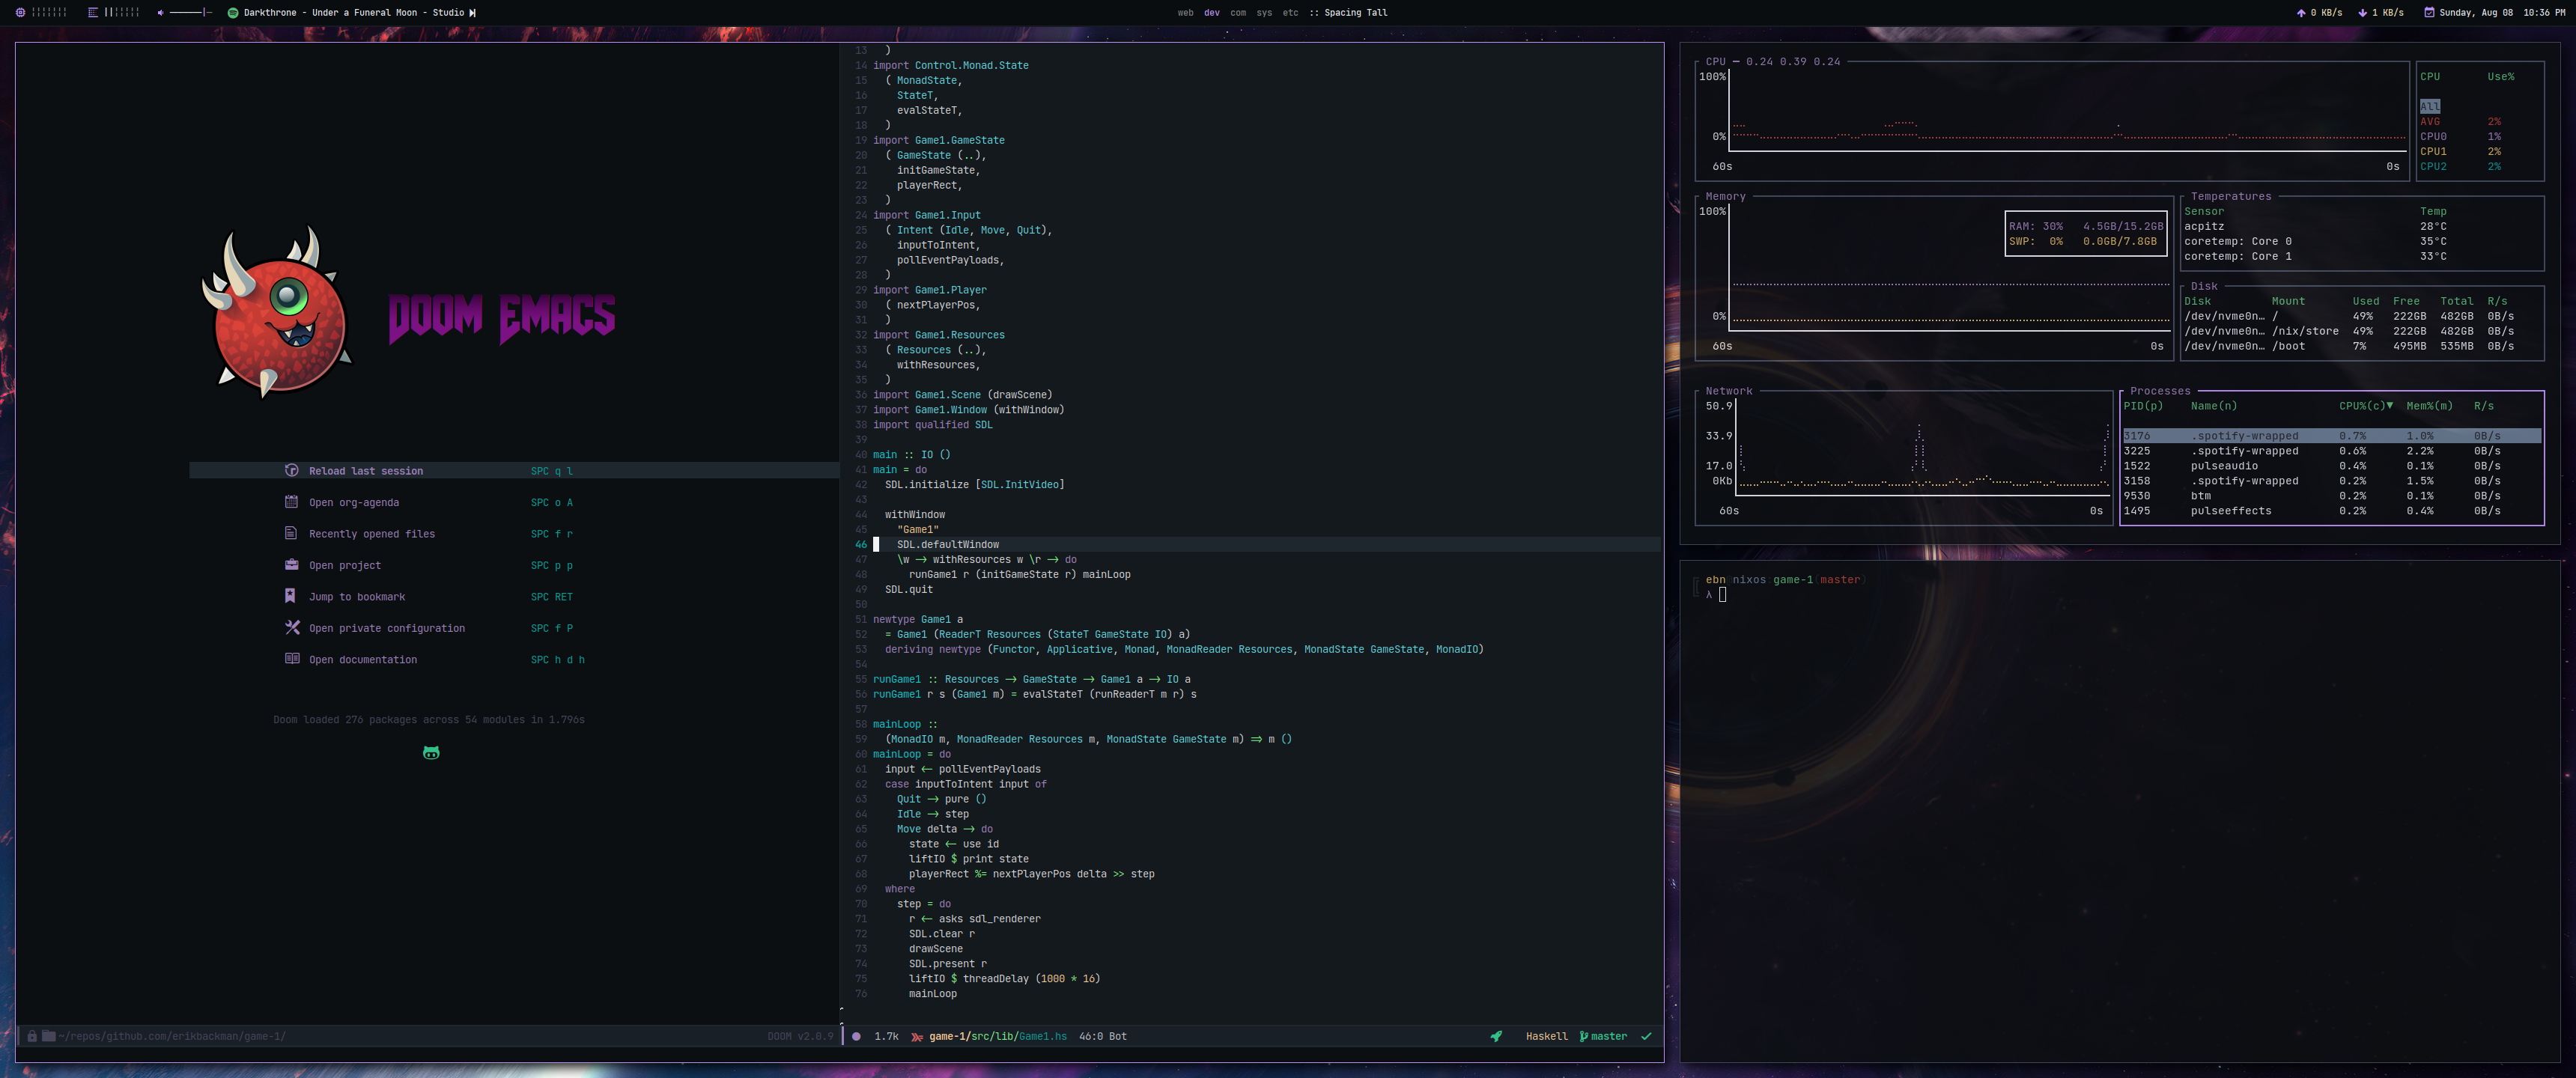 Darkthrone - Under a Funeral Moon - Studio
web dev com sys etc :: Spacing Tall
0 KB/s 1 KB/s Sunday, Aug 08 10:36 PM
DOOM EMACS
Reload last session SPC q l
Open org-agenda SPC o A
Recently opened files SPC f r
Open project SPC p p
Jump to bookmark SPC RET
Open private configuration SPC f P
Open documentation SPC h d h
Doom loaded 276 packages across 54 modules in 1.796s
~/repos/github.com/erikbackman/game-1/ DOOM v2.0.9
13 )
14 import Control.Monad.State
15 ( MonadState,
16 StateT,
17 evalStateT,
18 )
19 import Game1.GameState
20 ( GameState (..),
21 initGameState,
22 playerRect,
23 )
24 import Game1.Input
25 ( Intent (Idle, Move, Quit),
26 inputToIntent,
27 pollEventPayloads,
28 )
29 import Game1.Player
30 ( nextPlayerPos,
31 )
32 import Game1.Resources
33 ( Resources (..),
34 withResources,
35 )
36 import Game1.Scene (drawScene)
37 import Game1.Window (withWindow)
38 import qualified SDL
39
40 main :: IO ()
41 main = do
42 SDL.initialize [SDL.InitVideo]
43
44 withWindow
45 "Game1"
46 SDL.defaultWindow
47 \w -> withResources w \r -> do
48 runGame1 r (initGameState r) mainLoop
49 SDL.quit
50
51 newtype Game1 a
52 = Game1 (ReaderT Resources (StateT GameState IO) a)
53 deriving newtype (Functor, Applicative, Monad, MonadReader Resources, MonadState GameState, MonadIO)
54
55 runGame1 :: Resources -> GameState -> Game1 a -> IO a
56 runGame1 r s (Game1 m) = evalStateT (runReaderT m r) s
57
58 mainLoop ::
59 (MonadIO m, MonadReader Resources m, MonadState GameState m) => m ()
60 mainLoop = do
61 input <- pollEventPayloads
62 case inputToIntent input of
63 Quit -> pure ()
64 Idle -> step
65 Move delta -> do
66 state <- use id
67 liftIO $ print state
68 playerRect %= nextPlayerPos delta >> step
69 where
70 step = do
71 r <- asks sdl_renderer
72 SDL.clear r
73 drawScene
74 SDL.present r
75 liftIO $ threadDelay (1000 * 16)
76 mainLoop
1.7k game-1/src/lib/Game1.hs 46:0 Bot Haskell master
CPU — 0.24 0.39 0.24
100%
0%
60s 0s
CPU Use%
All
AVG 2%
CPU0 1%
CPU1 2%
CPU2 2%
Memory
100%
RAM: 30% 4.5GB/15.2GB
SWP: 0% 0.0GB/7.8GB
0%
60s 0s
Temperatures
Sensor Temp
acpitz 28°C
coretemp: Core 0 35°C
coretemp: Core 1 33°C
Disk
Disk Mount Used Free Total R/s
/dev/nvme0n… / 49% 222GB 482GB 0B/s
/dev/nvme0n… /nix/store 49% 222GB 482GB 0B/s
/dev/nvme0n… /boot 7% 495MB 535MB 0B/s
Network
50.9
33.9
17.0
0Kb
60s 0s
Processes
PID(p) Name(n) CPU%(c)▼ Mem%(m) R/s
3176 .spotify-wrapped 0.7% 1.0% 0B/s
3225 .spotify-wrapped 0.6% 2.2% 0B/s
1522 pulseaudio 0.4% 0.1% 0B/s
3158 .spotify-wrapped 0.2% 1.5% 0B/s
9530 btm 0.2% 0.1% 0B/s
1495 pulseeffects 0.2% 0.4% 0B/s
ebn nixos game-1(master)
λ